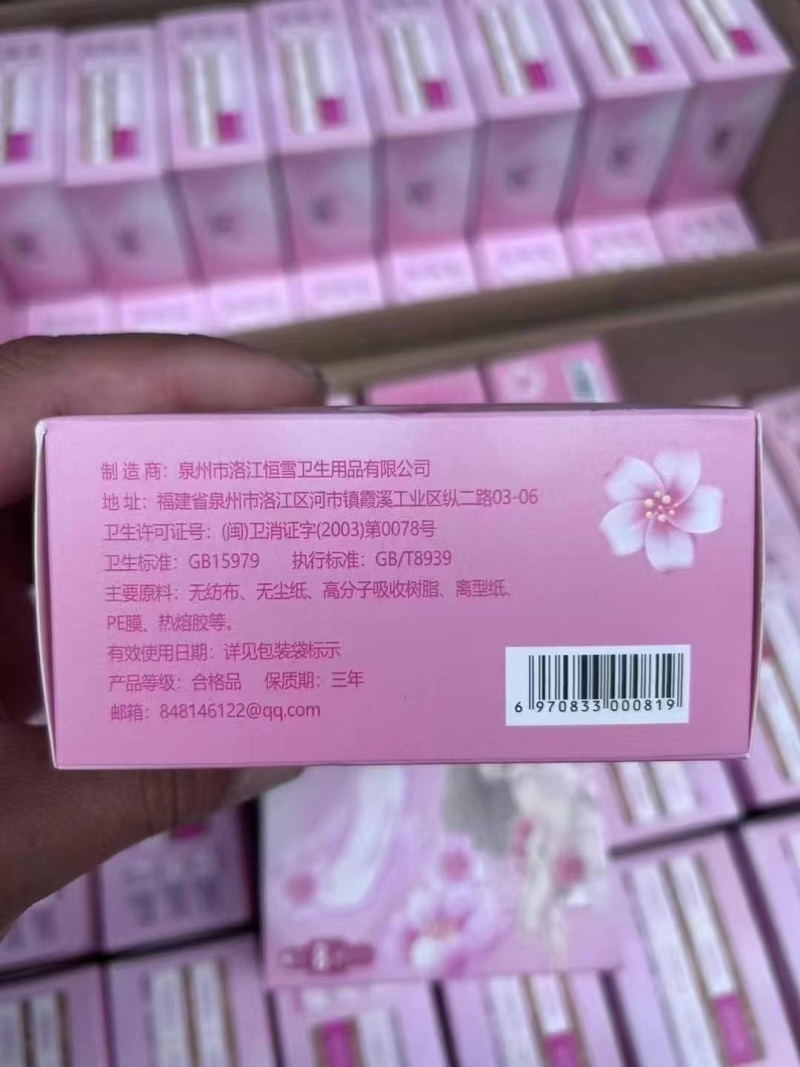 制 造 商：泉州市洛江恒雪卫生用品有限公司
地 址：福建省泉州市洛江区河市镇霞溪工业区纵二路03-06
卫生许可证号：(闽)卫消证字(2003)第0078号
卫生标准：GB15979 执行标准：GB/T8939
主要原料：无纺布、无尘纸、高分子吸收树脂、离型纸、
PE膜、热熔胶等。
有效使用日期：详见包装袋标示
产品等级：合格品 保质期：三年
邮箱：848146122@qq.com
6 970833 000819